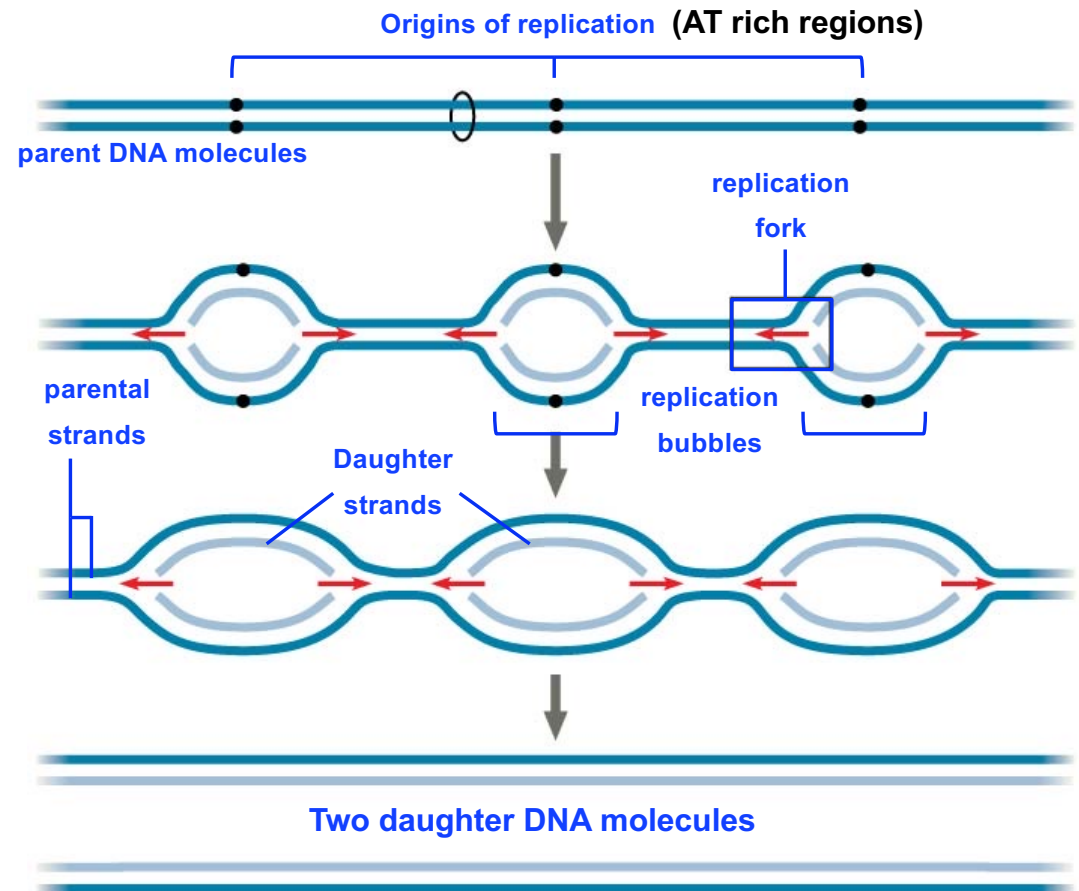 Origins of replication (AT rich regions)
parent DNA molecules
replication
fork
parental
strands
replication
bubbles
Daughter
strands
Two daughter DNA molecules